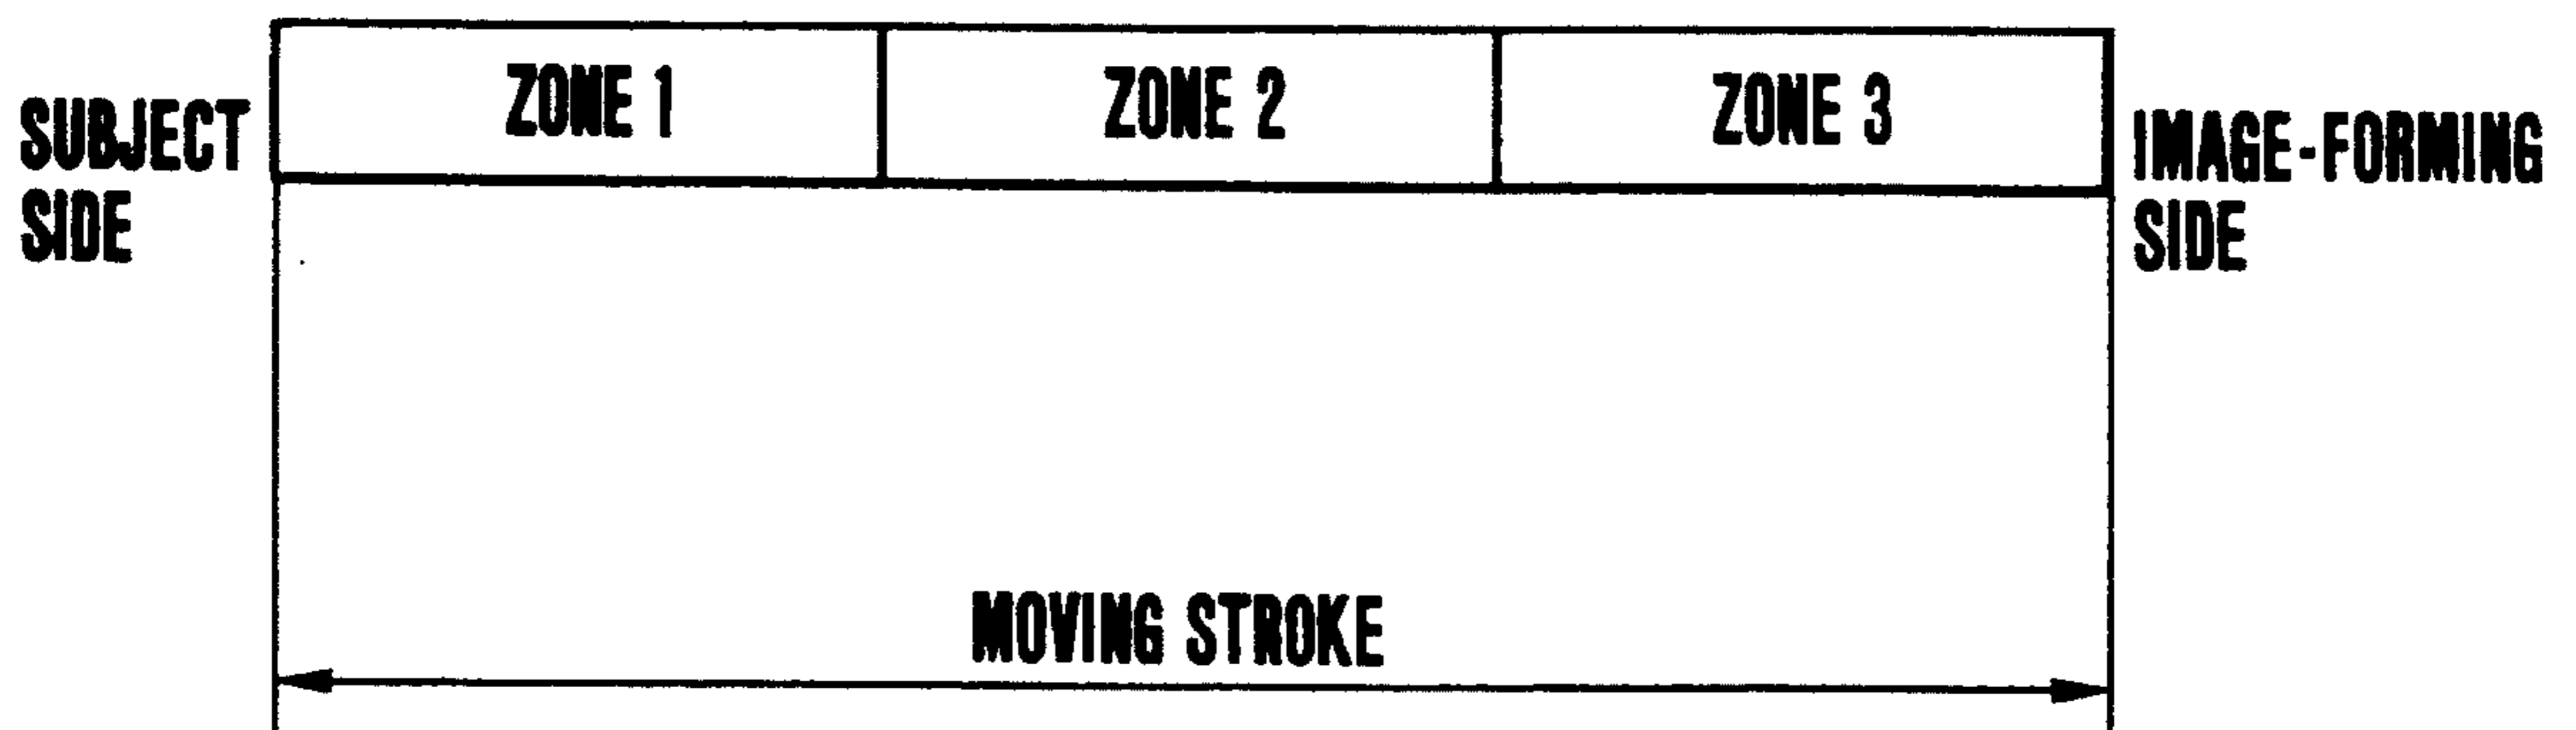 ZONE 1
ZONE 2
ZONE 3
SUBJECT
SIDE
IMAGE-FORMING
SIDE
MOVING STROKE